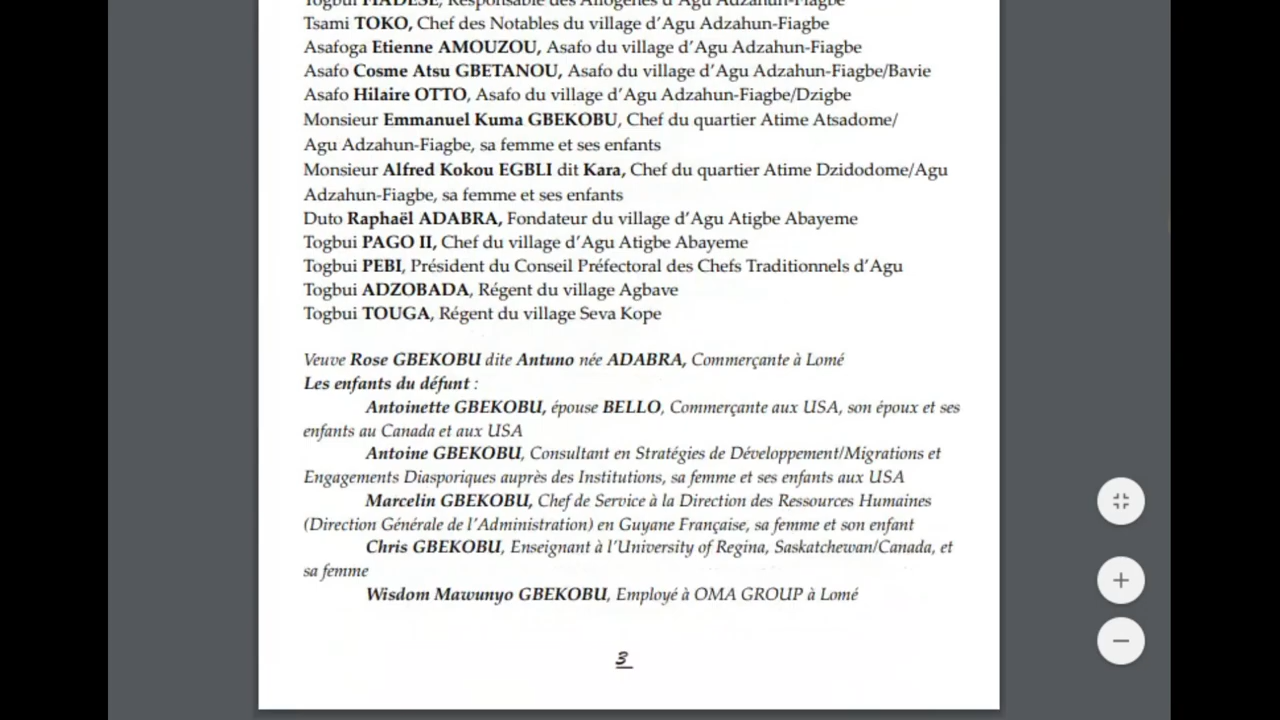 Togbui FIADESE, Responsable des Allogènes d'Agu Adzahun-Fiagbe
Tsami TOKO, Chef des Notables du village d'Agu Adzahun-Fiagbe
Asafoga Etienne AMOUZOU, Asafo du village d'Agu Adzahun-Fiagbe
Asafo Cosme Atsu GBETANOU, Asafo du village d'Agu Adzahun-Fiagbe/Bavie
Asafo Hilaire OTTO, Asafo du village d'Agu Adzahun-Fiagbe/Dzigbe
Monsieur Emmanuel Kuma GBEKOBU, Chef du quartier Atime Atsadome/
Agu Adzahun-Fiagbe, sa femme et ses enfants
Monsieur Alfred Kokou EGBLI dit Kara, Chef du quartier Atime Dzidodome/Agu
Adzahun-Fiagbe, sa femme et ses enfants
Duto Raphaël ADABRA, Fondateur du village d'Agu Atigbe Abayeme
Togbui PAGO II, Chef du village d'Agu Atigbe Abayeme
Togbui PEBI, Président du Conseil Préfectoral des Chefs Traditionnels d'Agu
Togbui ADZOBADA, Régent du village Agbave
Togbui TOUGA, Régent du village Seva Kope
Veuve Rose GBEKOBU dite Antuno née ADABRA, Commerçante à Lomé
Les enfants du défunt :
Antoinette GBEKOBU, épouse BELLO, Commerçante aux USA, son époux et ses
enfants au Canada et aux USA
Antoine GBEKOBU, Consultant en Stratégies de Développement/Migrations et
Engagements Diasporiques auprès des Institutions, sa femme et ses enfants aux USA
Marcelin GBEKOBU, Chef de Service à la Direction des Ressources Humaines
(Direction Générale de l'Administration) en Guyane Française, sa femme et son enfant
Chris GBEKOBU, Enseignant à l'University of Regina, Saskatchewan/Canada, et
sa femme
Wisdom Mawunyo GBEKOBU, Employé à OMA GROUP à Lomé
3